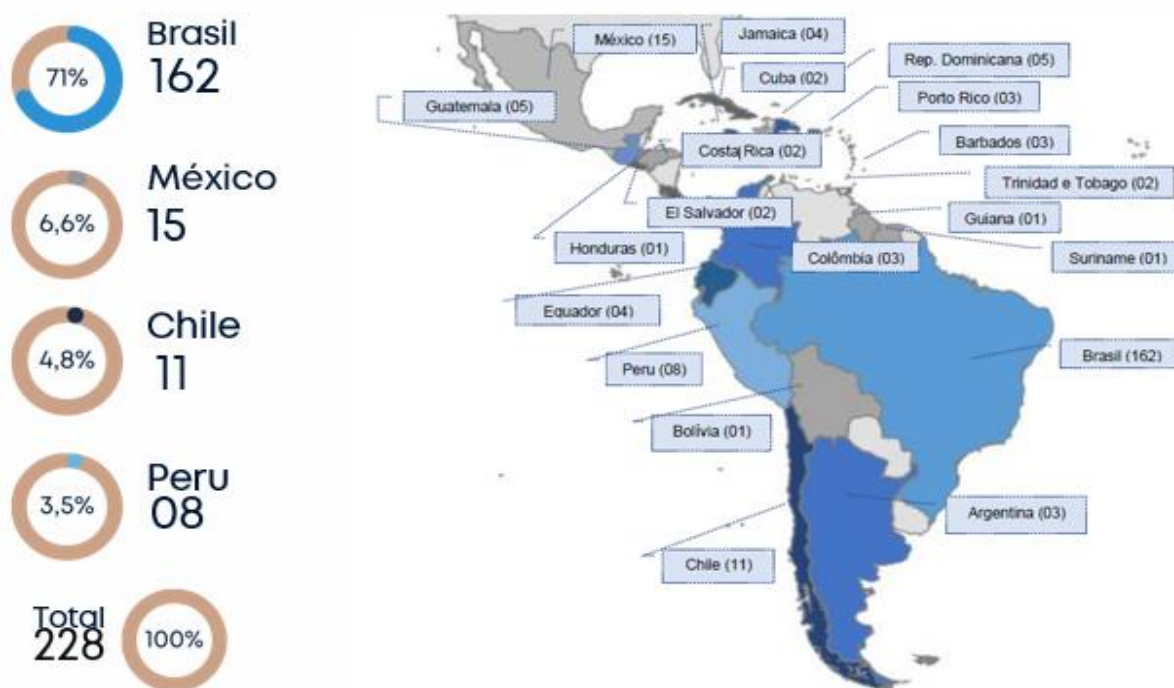 Brasil
162
71%
México
15
6,6%
Chile
11
4,8%
Peru
08
3,5%
Total
228
100%
México (15)
Jamaica (04)
Rep. Dominicana (05)
Cuba (02)
Guatemala (05)
Porto Rico (03)
Costa Rica (02)
Barbados (03)
Trinidad e Tobago (02)
El Salvador (02)
Guiana (01)
Honduras (01)
Colômbia (03)
Suriname (01)
Equador (04)
Peru (08)
Brasil (162)
Bolívia (01)
Argentina (03)
Chile (11)